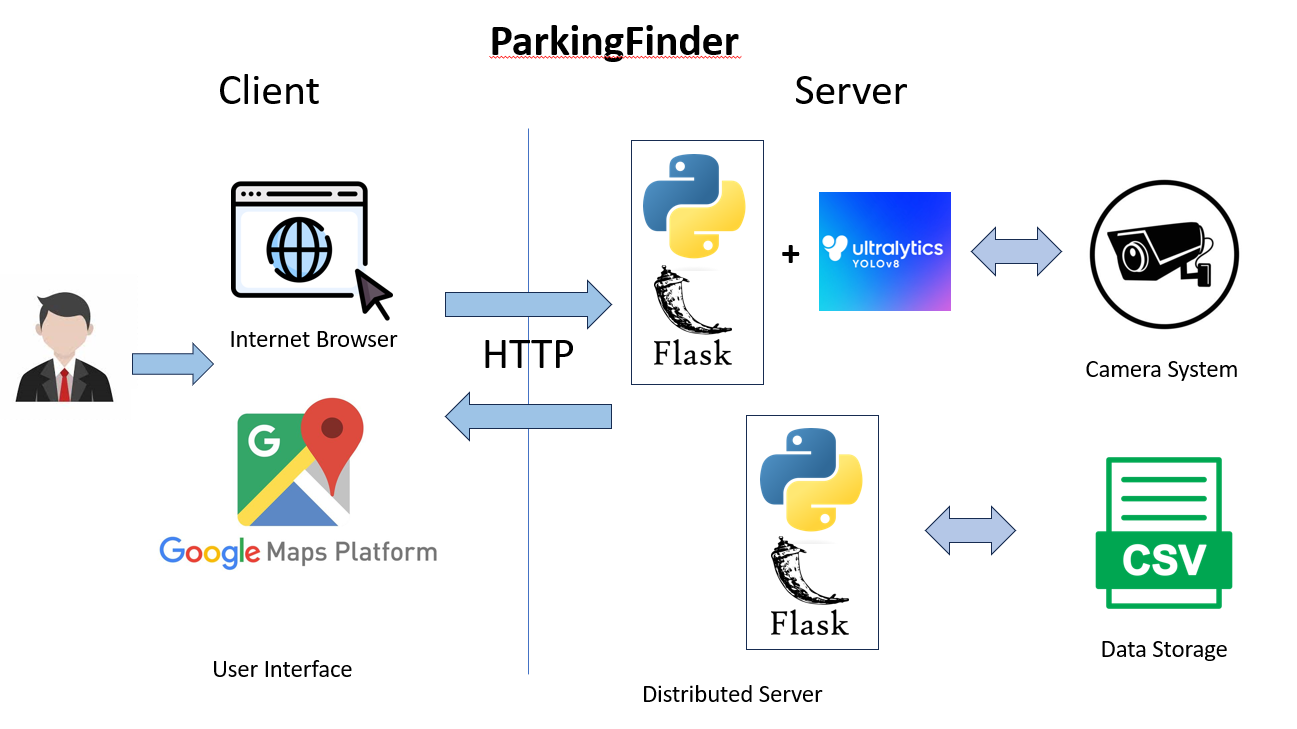 ParkingFinder
Client
Server
Internet Browser
HTTP
Flask
+
ultralytics
YOLOv8
Camera System
G
Google Maps Platform
Flask
CSV
Data Storage
User Interface
Distributed Server